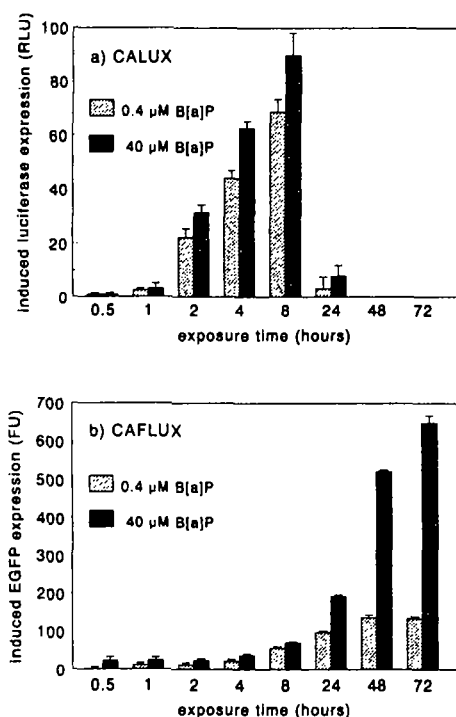 induced luciferase expression (RLU)
100
80
60
40
20
0
a) CALUX
0.4 µM B[a]P
40 µM B[a]P
0.5 1 2 4 8 24 48 72
exposure time (hours)
induced EGFP expression (FU)
700
600
500
400
300
200
100
0
b) CAFLUX
0.4 µM B[a]P
40 µM B[a]P
0.5 1 2 4 8 24 48 72
exposure time (hours)